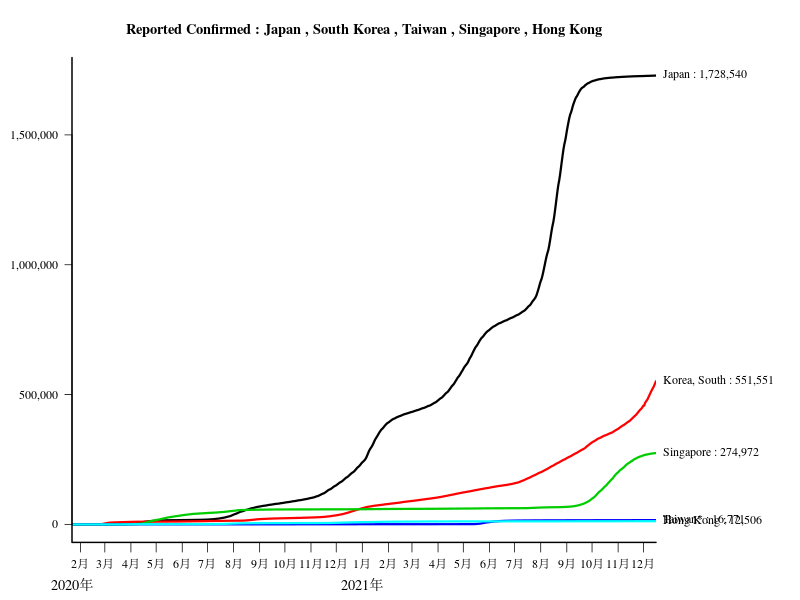 Reported Confirmed : Japan , South Korea , Taiwan , Singapore , Hong Kong
Japan : 1,728,540
1,500,000
1,000,000
Korea, South : 551,551
500,000
Singapore : 274,972
0
2月 3月 4月 5月 6月 7月 8月 9月 10月 11月 12月 1月 2月 3月 4月 5月 6月 7月 8月 9月 10月 11月 12月
2020年 2021年